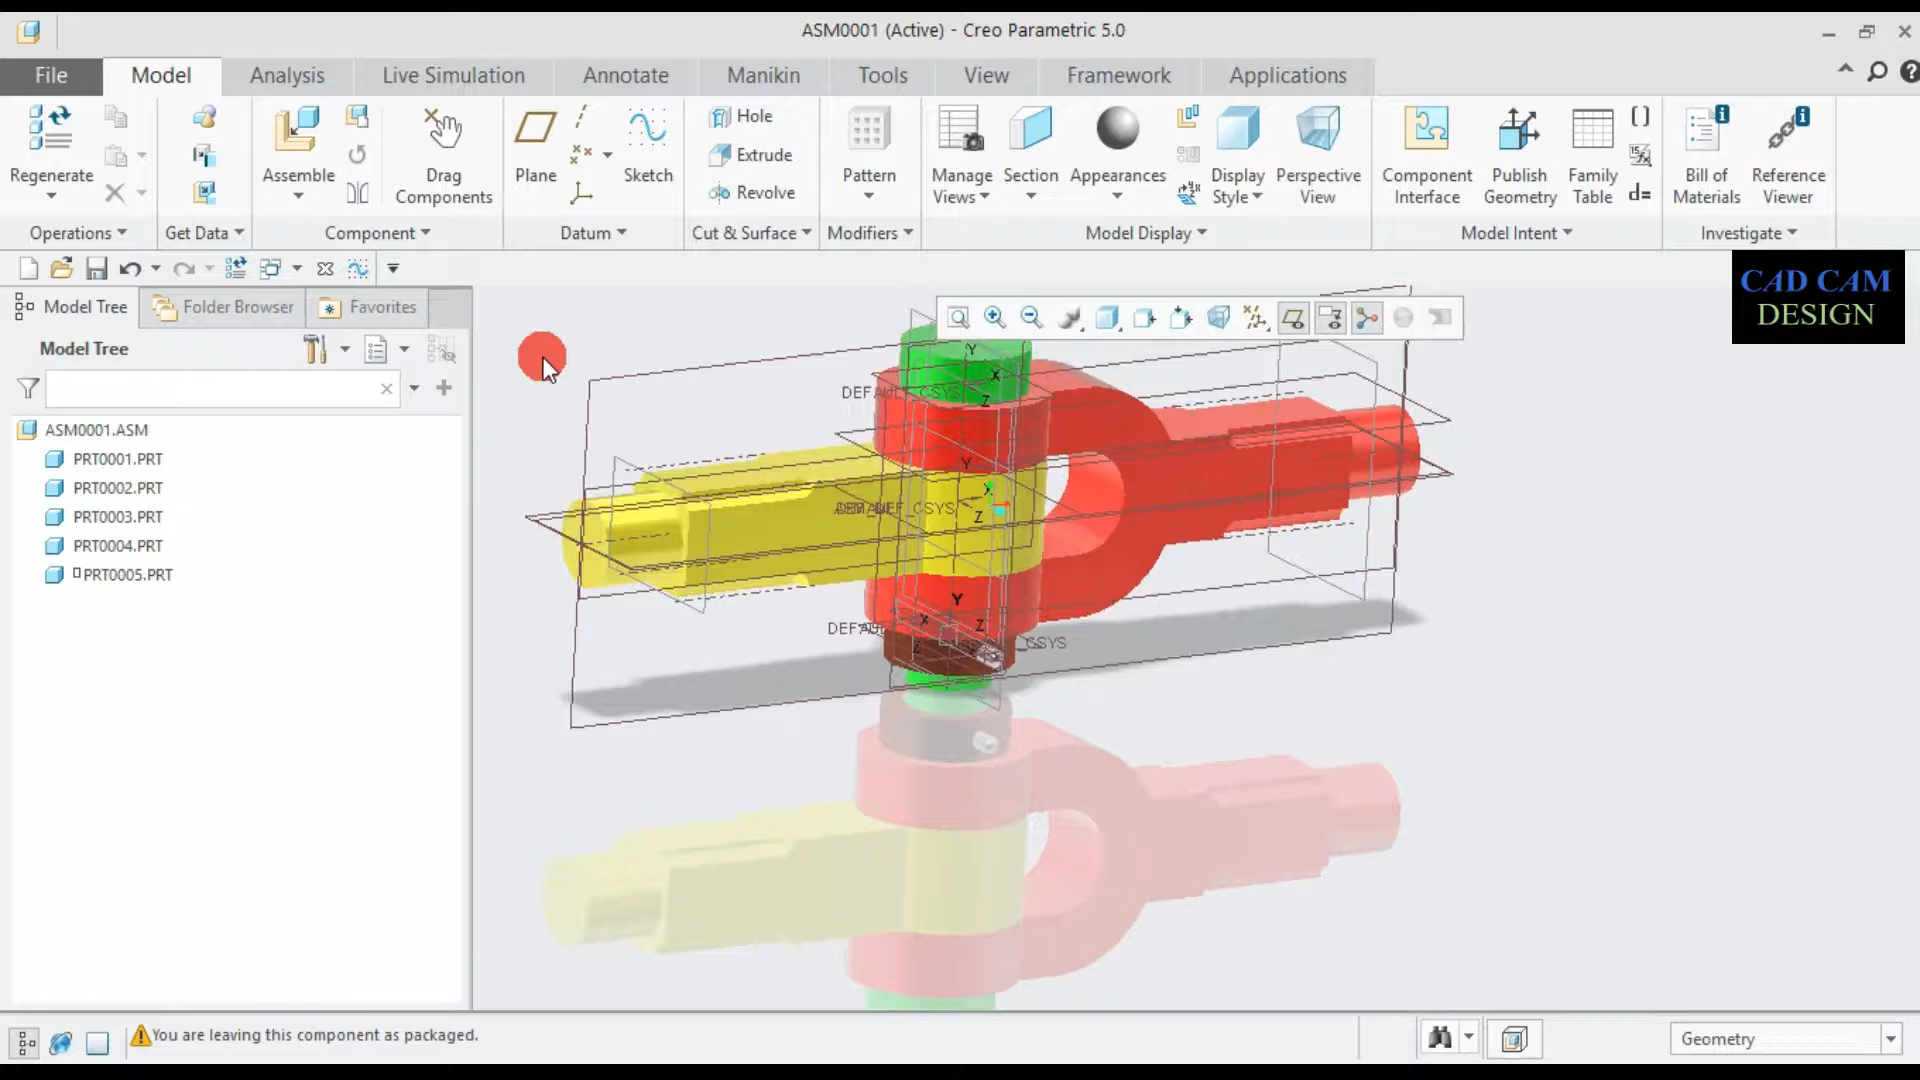 ASM0001 (Active) - Creo Parametric 5.0
File
Model
Analysis
Live Simulation
Annotate
Manikin
Tools
View
Framework
Applications
Regenerate
Assemble
Drag
Components
Plane
Sketch
Hole
Extrude
Revolve
Pattern
Manage
Views
Section
Appearances
Display
Style
Perspective
View
Component
Interface
Publish
Geometry
Family
Table
d=
Bill of
Materials
Reference
Viewer
Operations
Get Data
Component
Datum
Cut & Surface
Modifiers
Model Display
Model Intent
Investigate
CAD CAM
DESIGN
Model Tree
Folder Browser
Favorites
Model Tree
ASM0001.ASM
PRT0001.PRT
PRT0002.PRT
PRT0003.PRT
PRT0004.PRT
PRT0005.PRT
Y
X
Z
Y
X
Z
Y
X
Z
Z
You are leaving this component as packaged.
Geometry